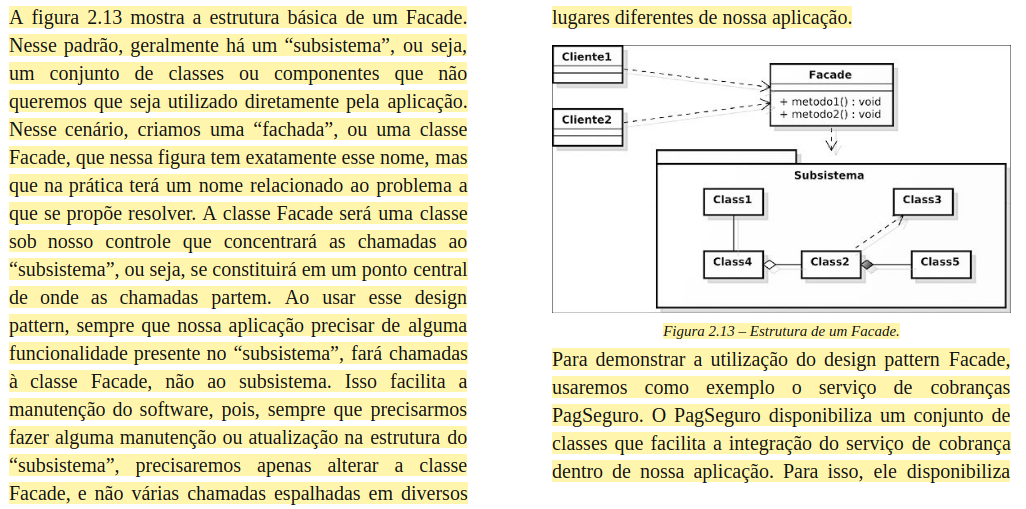 A figura 2.13 mostra a estrutura básica de um Facade.
Nesse padrão, geralmente há um “subsistema“, ou seja,
um conjunto de classes ou componentes que não
queremos que seja utilizado diretamente pela aplicação.
Nesse cenário, criamos uma “fachada”, ou uma classe
Facade, que nessa figura tem exatamente esse nome, mas
que na prática terá um nome relacionado ao problema a
que se propõe resolver. A classe Facade será uma classe
sob nosso controle que concentrará as chamadas ao
“subsistema”, ou seja, se constituirá em um ponto central
de onde as chamadas partem. Ao usar esse design
pattern, sempre que nossa aplicação precisar de alguma
funcionalidade presente no “subsistema”, fará chamadas
à classe Facade, não ao subsistema. Isso facilita a
manutenção do software, pois, sempre que precisarmos
fazer alguma manutenção ou atualização na estrutura do
“subsistema”, precisaremos apenas alterar a classe
Facade, e não várias chamadas espalhadas em diversos
lugares diferentes de nossa aplicação.
Cliente1
Facade
+ metodo1() : void
+ metodo2() : void
Cliente2
Subsistema
Class1
Class3
Class4
Class2
Class5
Figura 2.13 – Estrutura de um Facade.
Para demonstrar a utilização do design pattern Facade,
usaremos como exemplo o serviço de cobranças
PagSeguro. O PagSeguro disponibiliza um conjunto de
classes que facilita a integração do serviço de cobrança
dentro de nossa aplicação. Para isso, ele disponibiliza